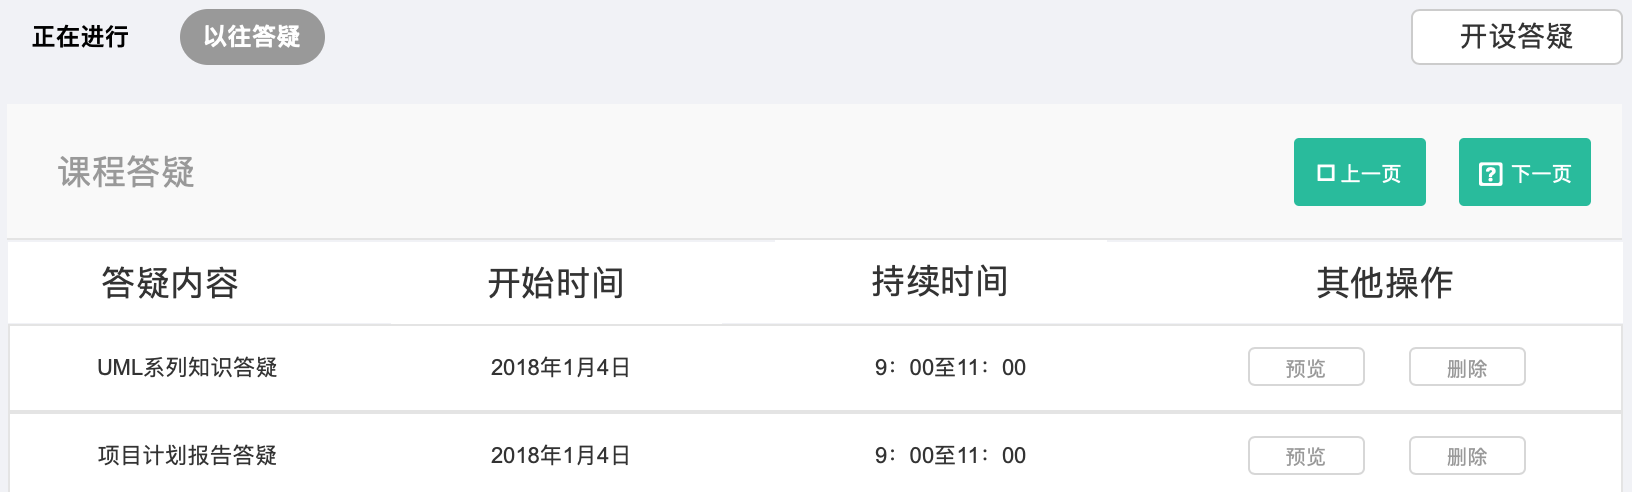 正在进行 以往答疑 开设答疑
课程答疑 上一页 下一页
答疑内容 开始时间 持续时间 其他操作
UML系列知识答疑 2018年1月4日 9：00至11：00 预览 删除
项目计划报告答疑 2018年1月4日 9：00至11：00 预览 删除